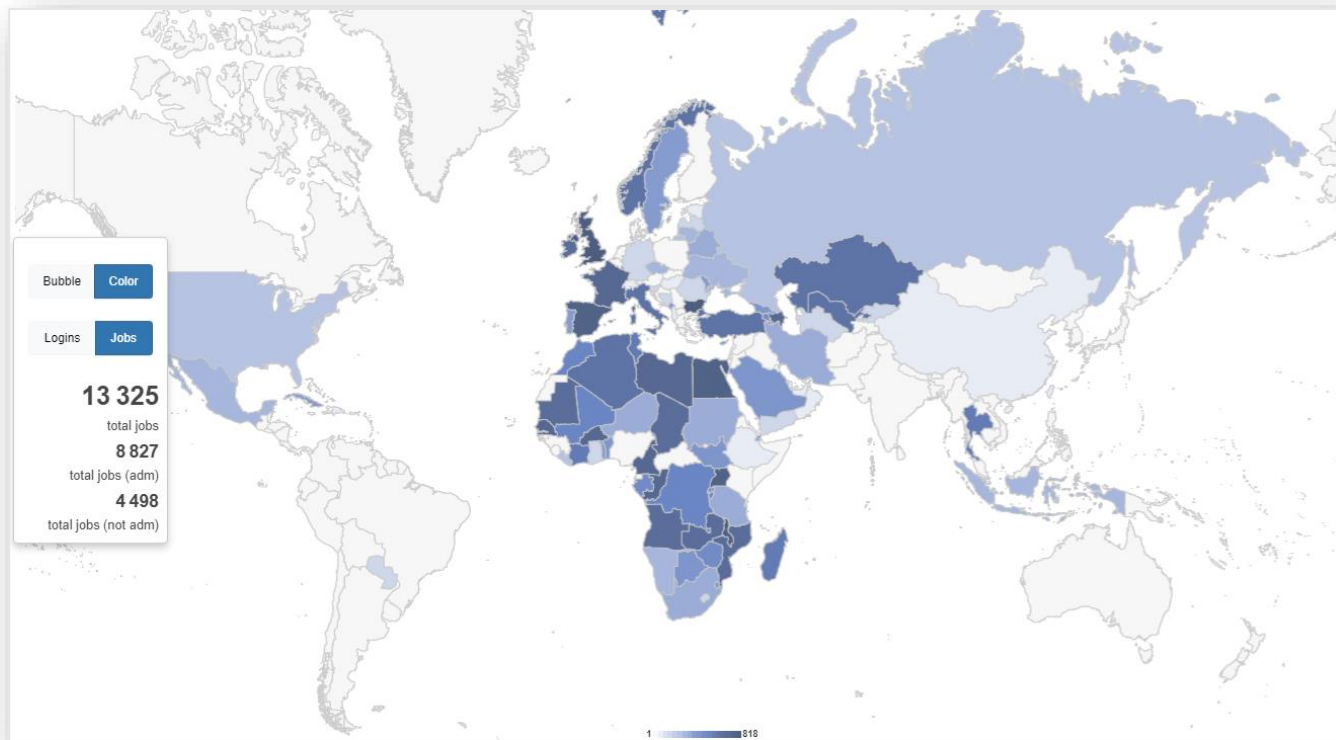 Bubble Color
Logins Jobs
13 325
total jobs
8 827
total jobs (adm)
4 498
total jobs (not adm)
1 818